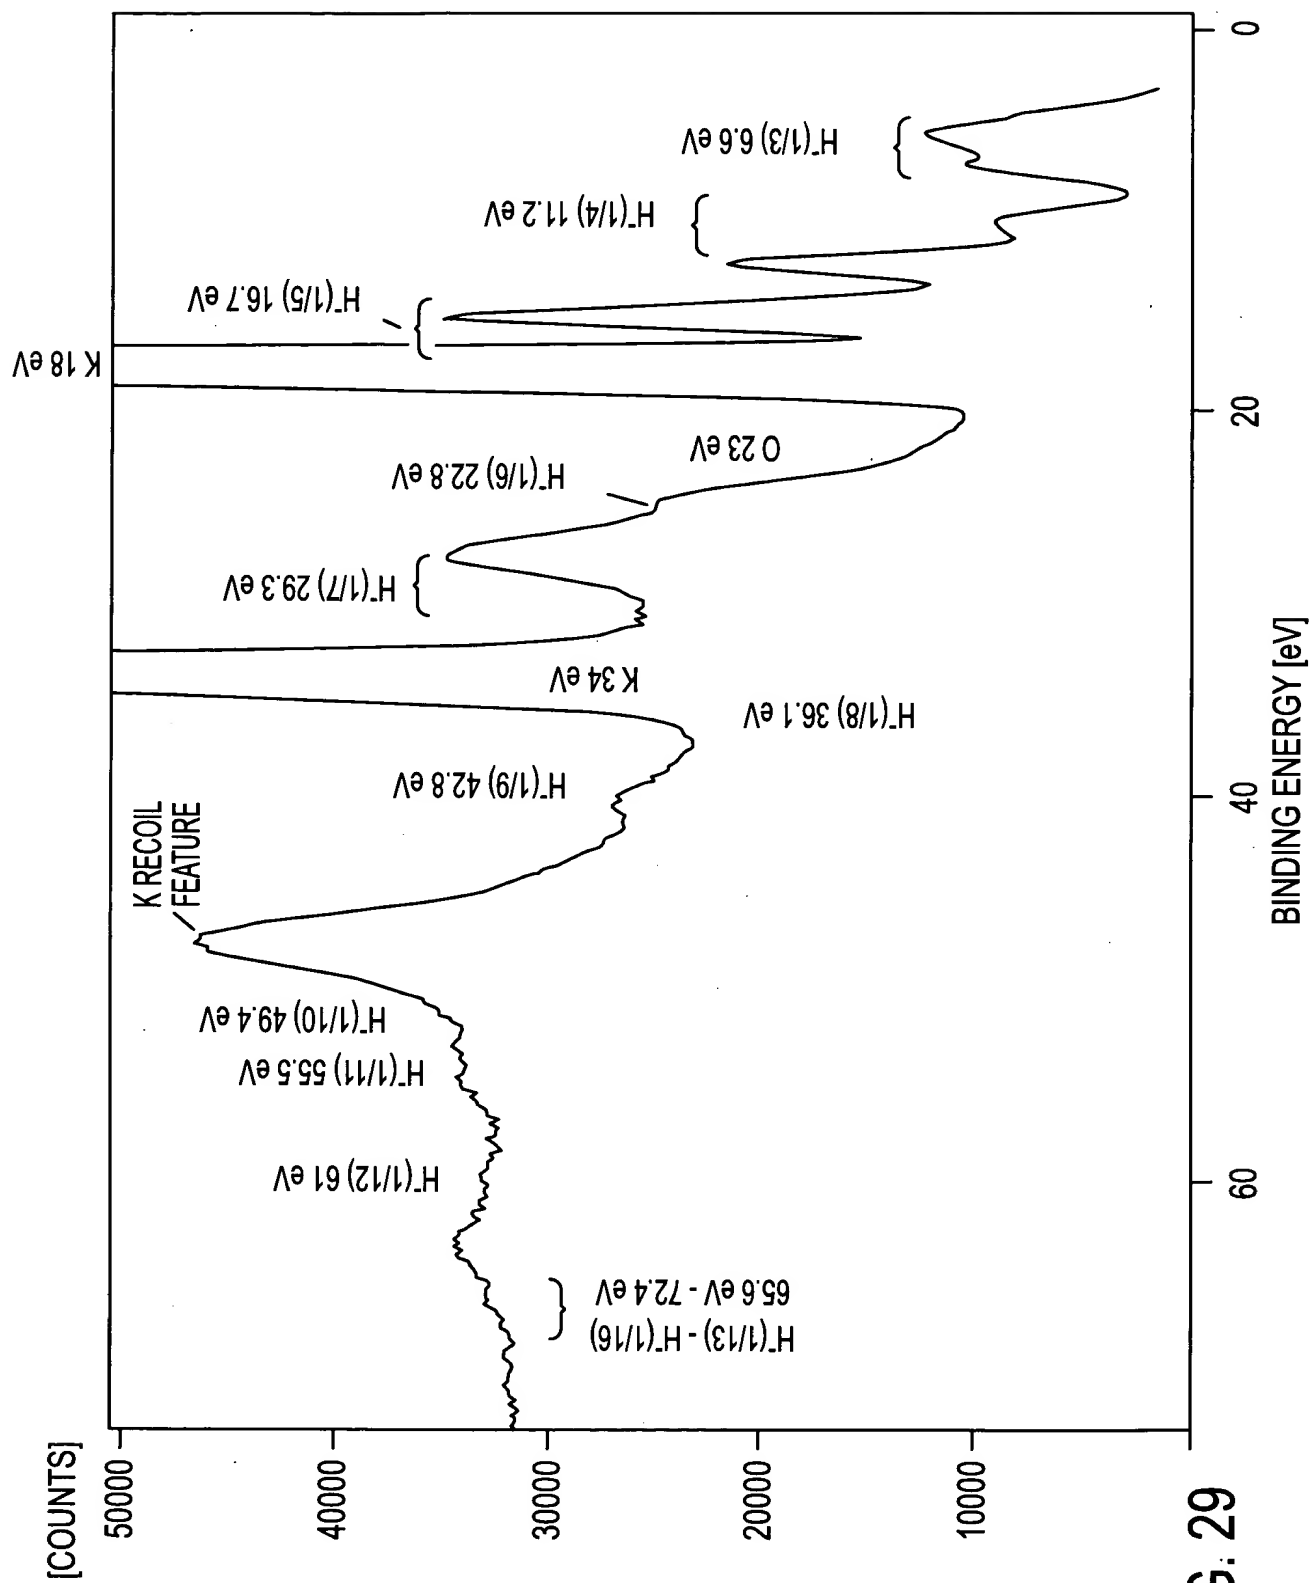 [COUNTS]
50000
40000
30000
20000
10000
K RECOIL
FEATURE
H⁻(1/13) - H⁻(1/16)
65.6 eV - 72.4 eV
H⁻(1/12) 61 eV
H⁻(1/11) 55.5 eV
H⁻(1/10) 49.4 eV
H⁻(1/9) 42.8 eV
H⁻(1/8) 36.1 eV
K 34 eV
H⁻(1/7) 29.3 eV
H⁻(1/6) 22.8 eV
O 23 eV
K 18 eV
H⁻(1/5) 16.7 eV
H⁻(1/4) 11.2 eV
H⁻(1/3) 6.6 eV
60
40
20
0
BINDING ENERGY [eV]
G. 29